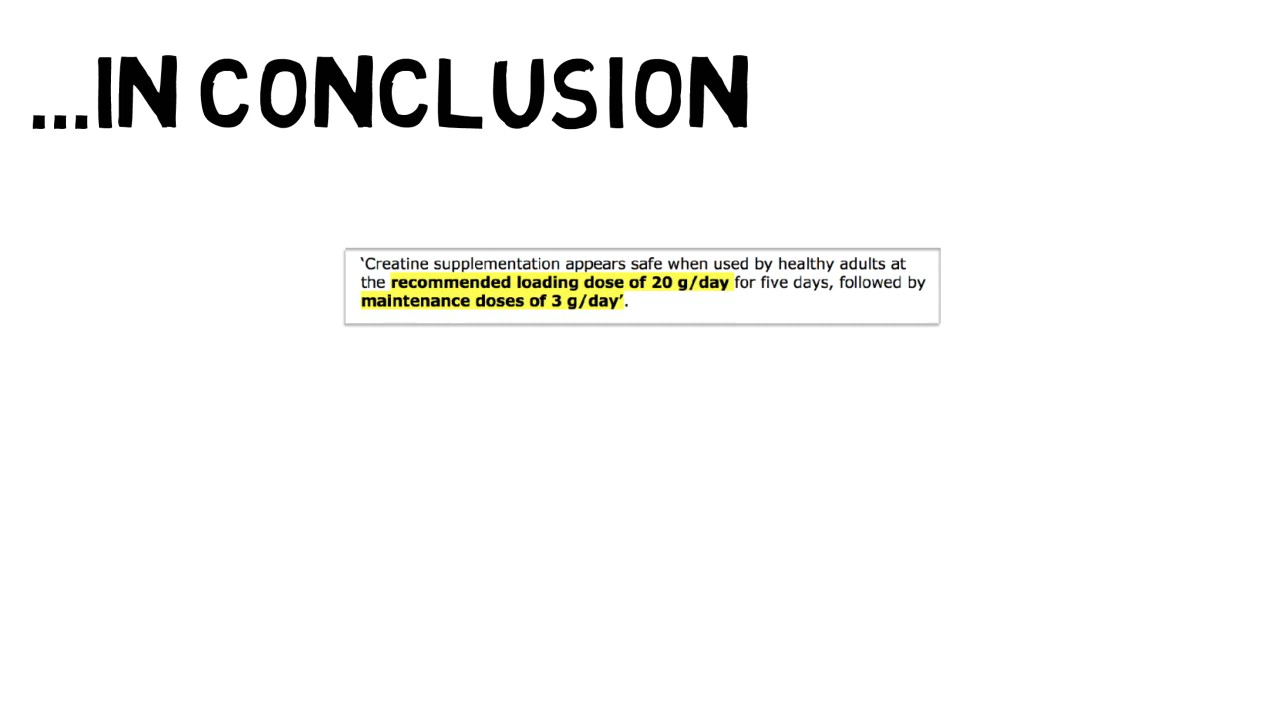 ...IN CONCLUSION
‘Creatine supplementation appears safe when used by healthy adults at
the recommended loading dose of 20 g/day for five days, followed by
maintenance doses of 3 g/day’.